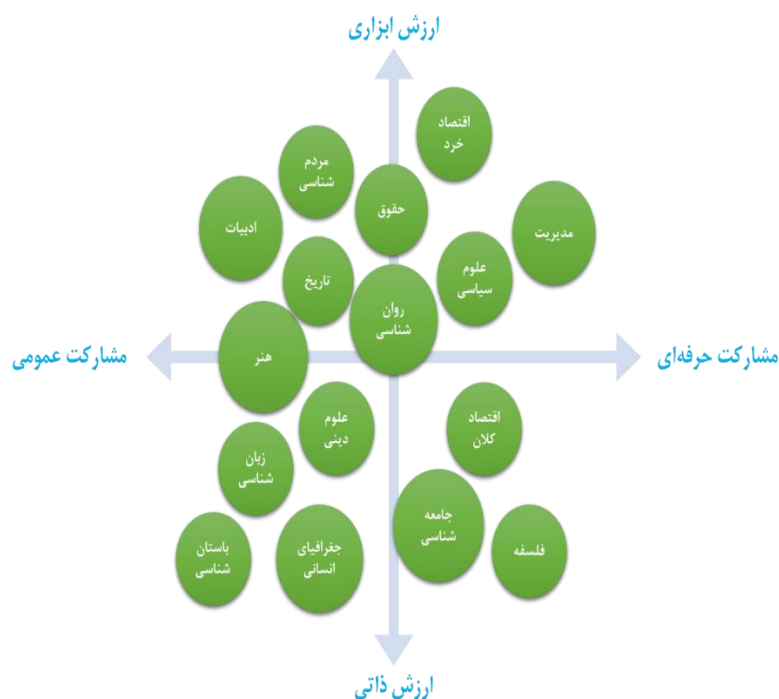 ارزش ابزاری
اقتصاد
خرد
مردم
شناسی
حقوق
ادبیات
مدیریت
علوم
سیاسی
تاریخ
روان
شناسی
هنر
مشارکت حرفه‌ای
مشارکت عمومی
علوم
دینی
اقتصاد
کلان
زبان
شناسی
جامعه
شناسی
فلسفه
جغرافیای
انسانی
باستان
شناسی
ارزش ذاتی